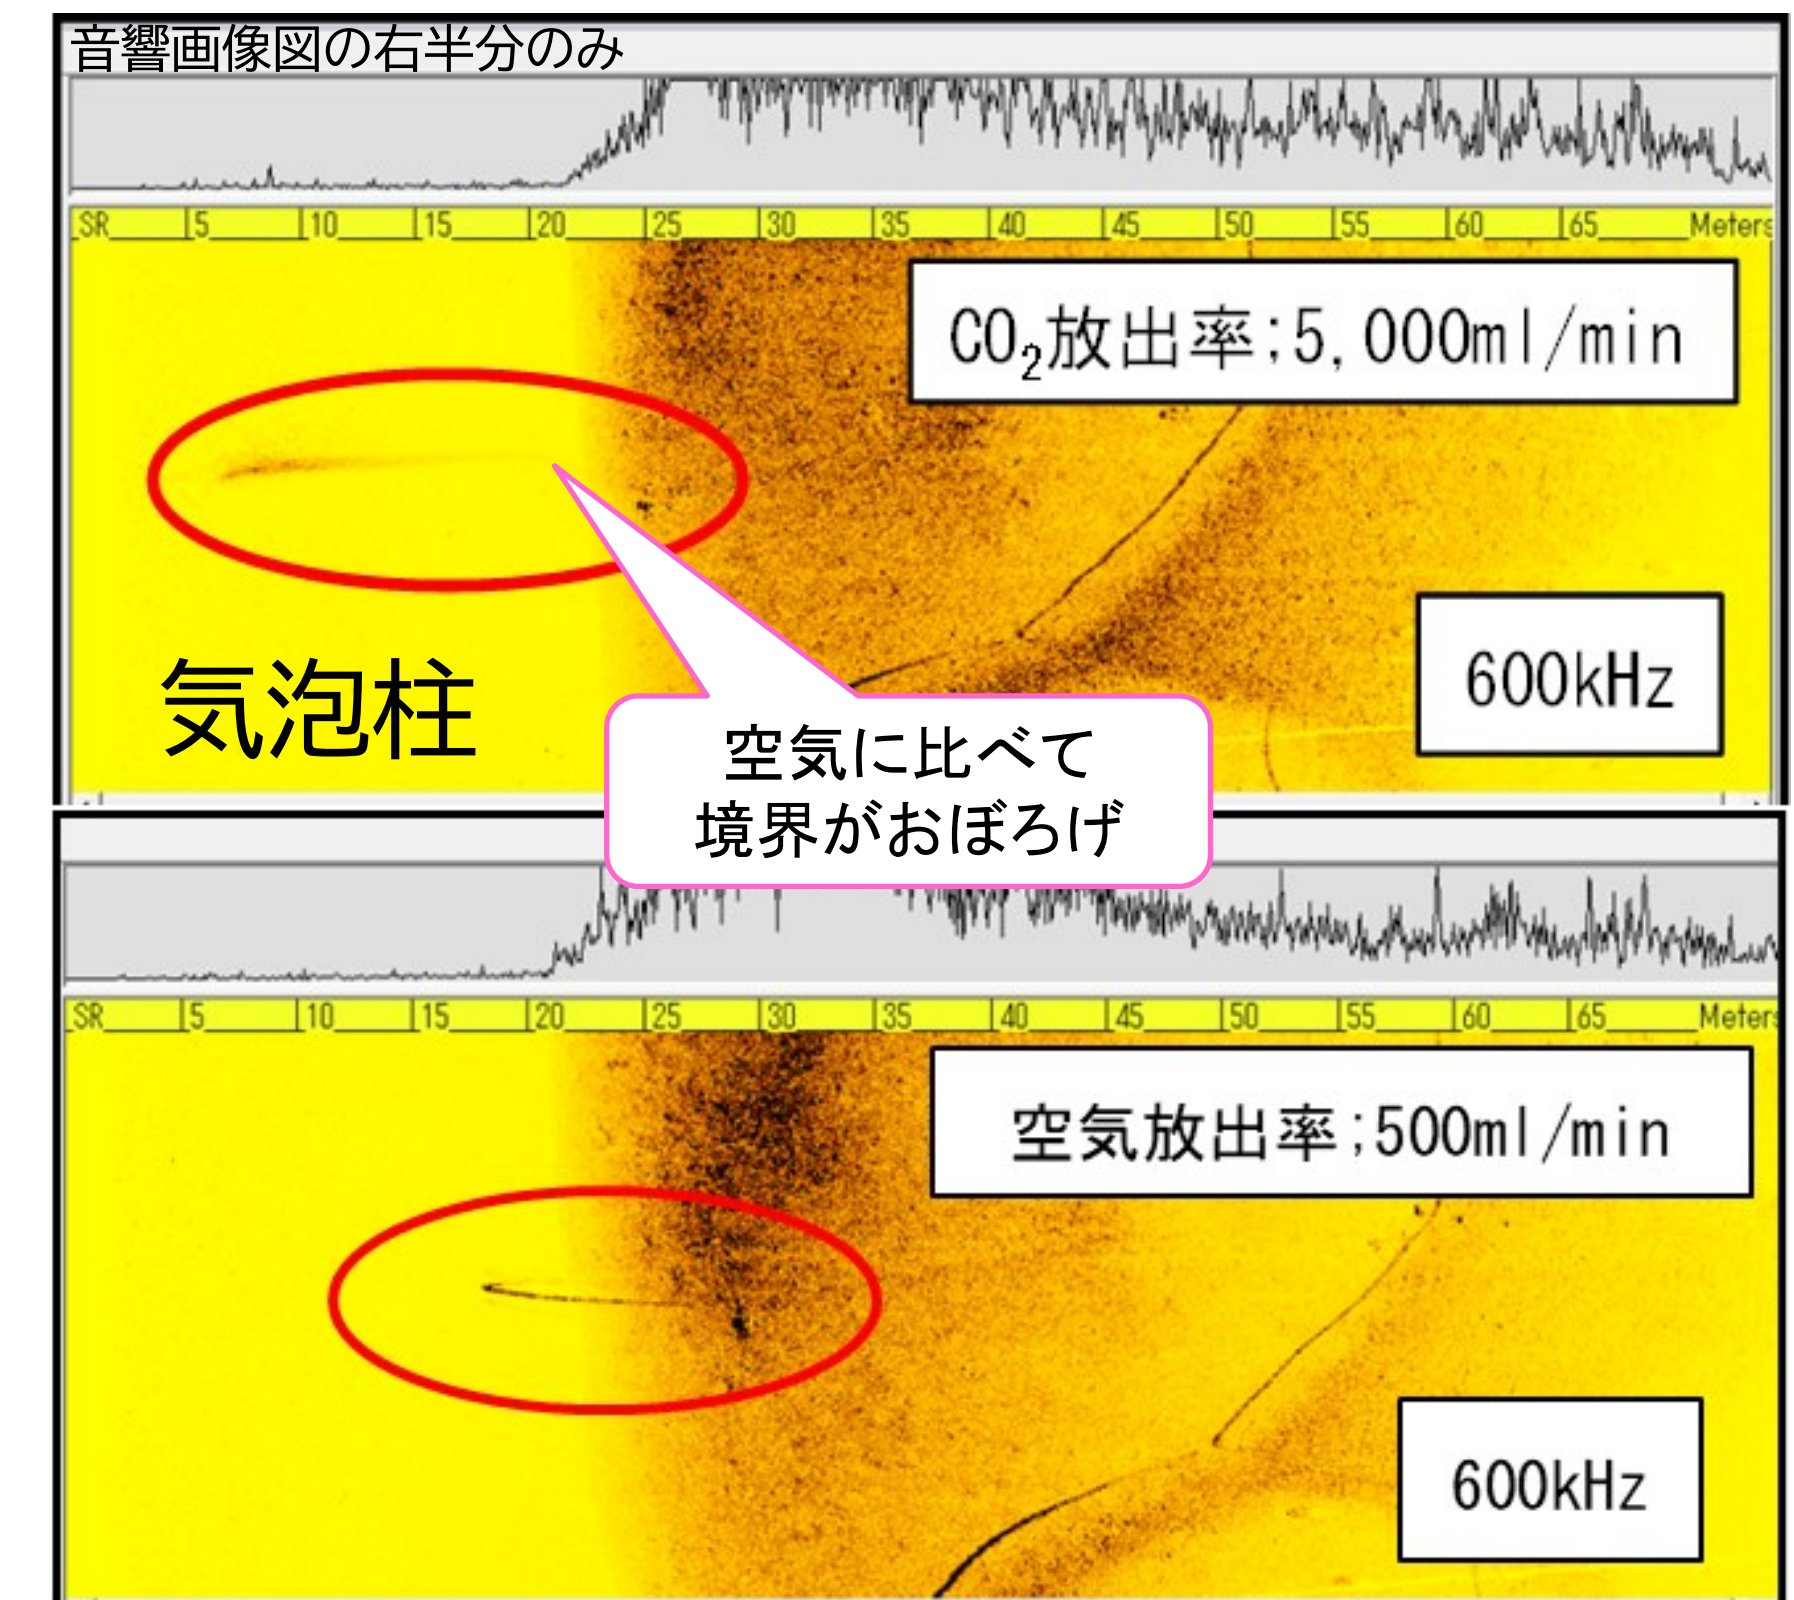 音響画像図の右半分のみ
SR 5 10 15 20 25 30 35 40 45 50 55 60 65 Meters
CO₂放出率;5,000ml/min
600kHz
気泡柱
空気に比べて
境界がおぼろげ
SR 5 10 15 20 25 30 35 40 45 50 55 60 65 Meters
空気放出率;500ml/min
600kHz